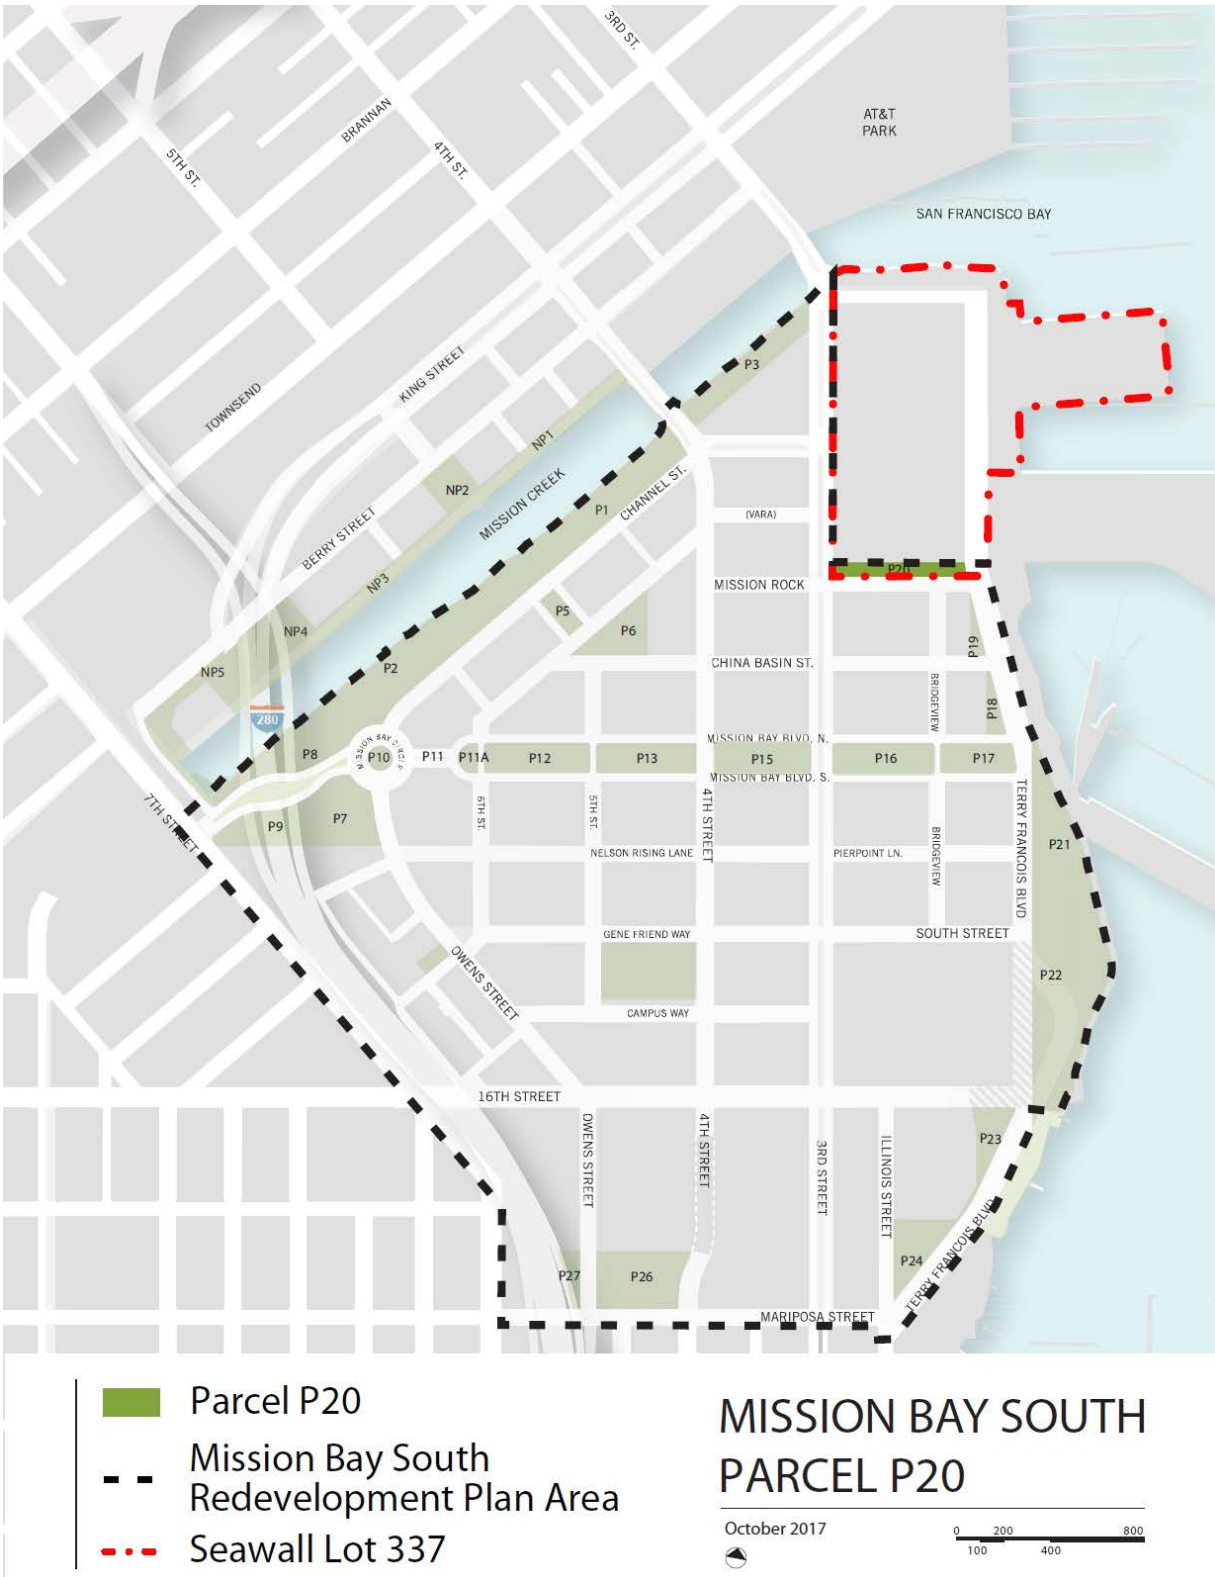 3RD ST.
AT&T
PARK
BRANNAN
5TH ST.
4TH ST.
SAN FRANCISCO BAY
P3
KING STREET
TOWNSEND
NP1
NP2
MISSION CREEK
P1
CHANNEL ST.
(VARA)
BERRY STREET
P20
NP3
MISSION ROCK
P5
NP4
P6
P19
P2
CHINA BASIN ST.
NP5
BRIDGEVIEW
P18
280
MISSION BAY BLVD. N.
MISSION BAY CIRCLE
P8
P10
P11
P11A
P12
P13
P15
P16
P17
MISSION BAY BLVD. S.
7TH STREET
6TH ST.
5TH ST.
4TH STREET
TERRY FRANCOIS BLVD
P9
P7
P21
BRIDGEVIEW
NELSON RISING LANE
PIERPOINT LN.
GENE FRIEND WAY
SOUTH STREET
OWENS STREET
P22
CAMPUS WAY
16TH STREET
OWENS STREET
4TH STREET
3RD STREET
ILLINOIS STREET
P23
P24
TERRY FRANCOIS BLVD
P27
P26
MARIPOSA STREET
Parcel P20
Mission Bay South
Redevelopment Plan Area
Seawall Lot 337
MISSION BAY SOUTH
PARCEL P20
October 2017
0 200 800
100 400